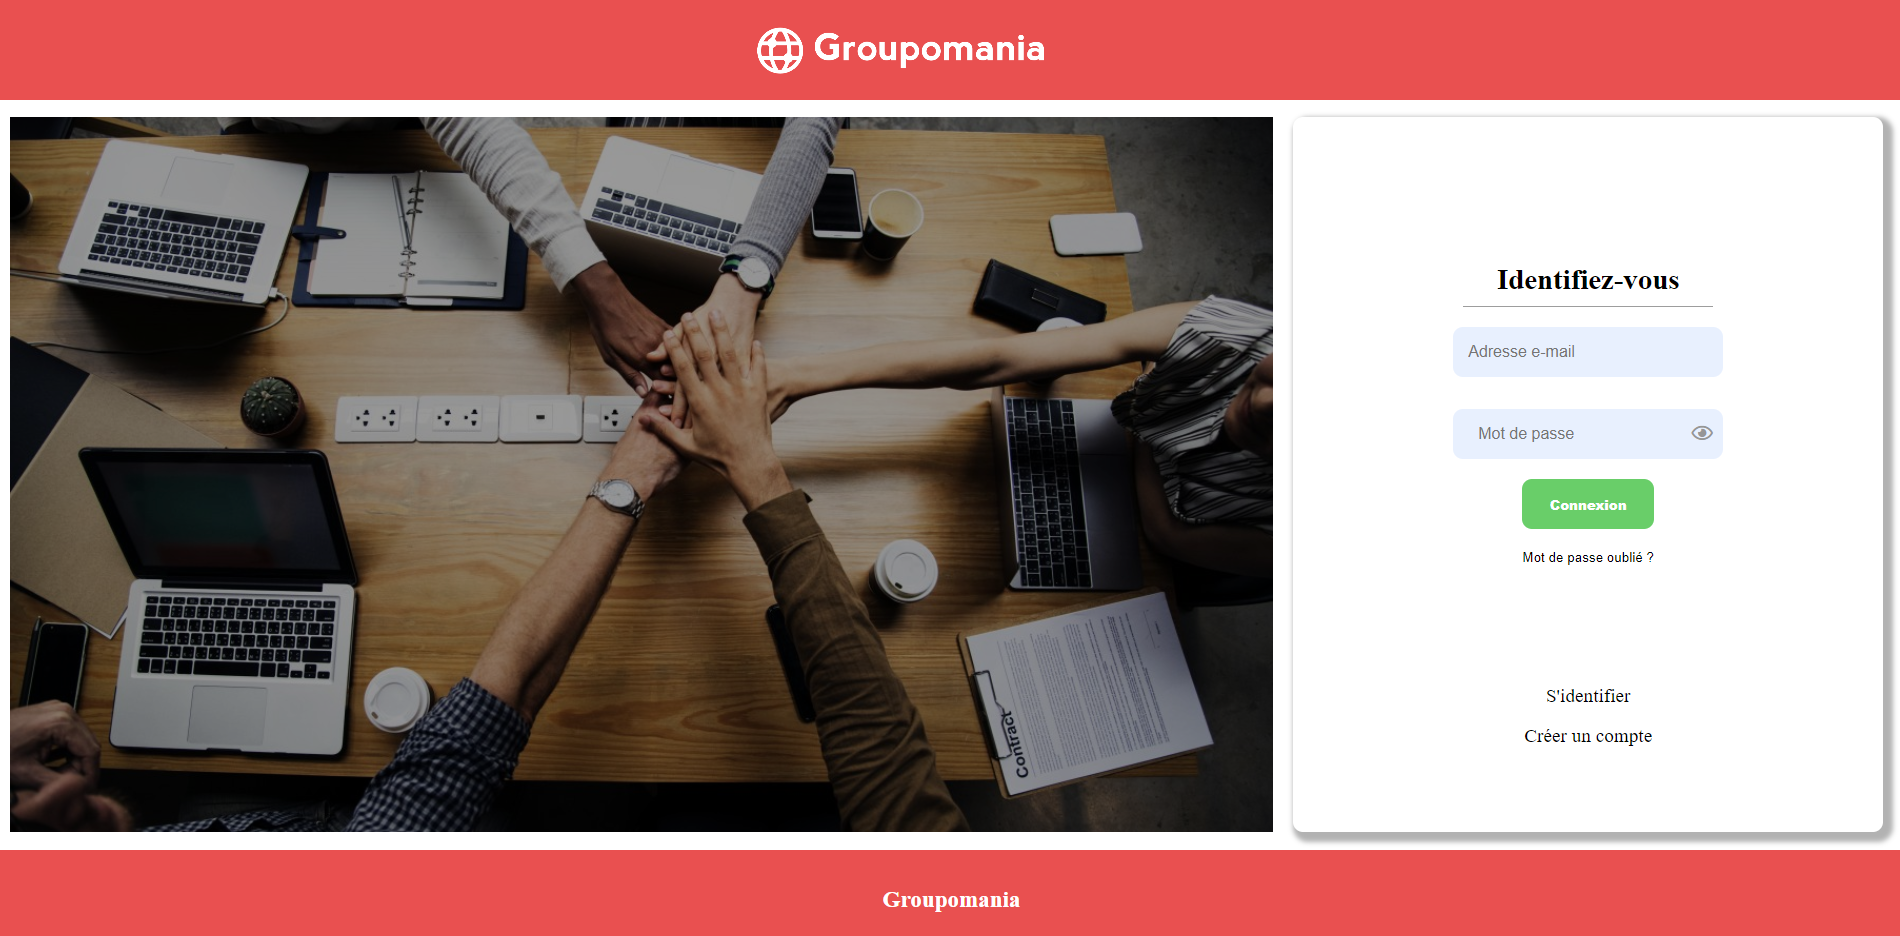 Groupomania
Identifiez-vous
Adresse e-mail
Mot de passe
Connexion
Mot de passe oublié ?
S'identifier
Créer un compte
Contract
Groupomania